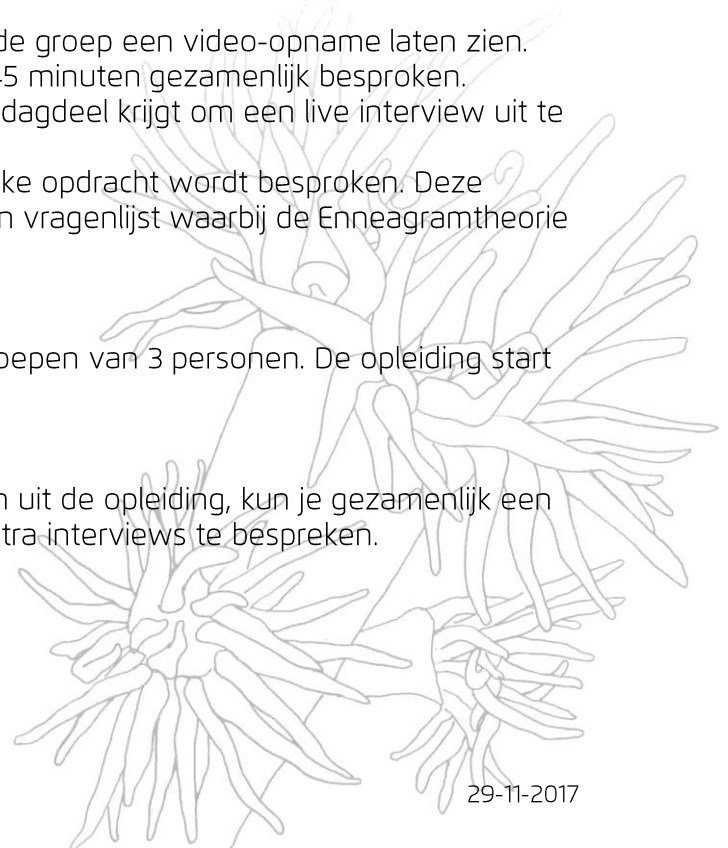 de groep een video-opname laten zien.
45 minuten gezamenlijk besproken.
dagdeel krijgt om een live interview uit te
ke opdracht wordt besproken. Deze
n vragenlijst waarbij de Enneagramtheorie
oepen van 3 personen. De opleiding start
n uit de opleiding, kun je gezamenlijk een
tra interviews te bespreken.
29-11-2017